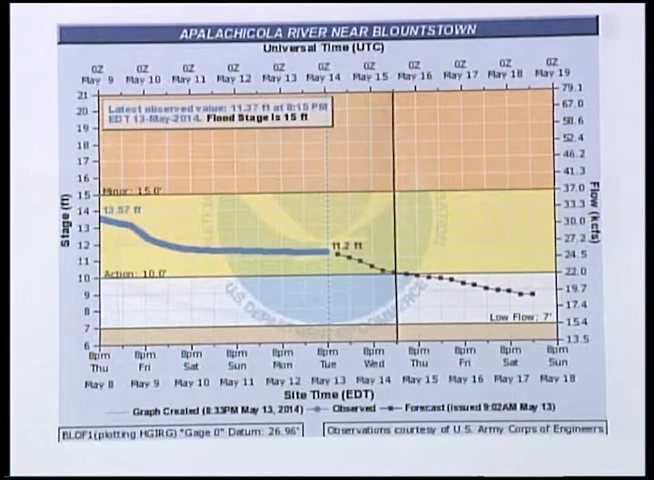 APALACHICOLA RIVER NEAR BLOUNTSTOWN
Universal Time (UTC)
0Z 0Z 0Z 0Z 0Z 0Z 0Z 0Z 0Z 0Z 0Z
May 9 May 10 May 11 May 12 May 13 May 14 May 15 May 16 May 17 May 18 May 19
Latest observed value: 11.37 ft at 8:15 PM
EDT 13-May-2014. Flood Stage is 15 ft
Stage (ft)
21
20
19
18
17
16
15
14
13
12
11
10
9
8
7
6
Minor: 15.0'
13.57 ft
11.2 ft
Action: 10.0'
Low Flow: 7'
U.S. DEPARTMENT OF COMMERCE
79.1
67.0
58.6
52.4
46.2
41.3
37.0
33.3
30.0
27.2
24.5
22.0
19.7
17.4
15.4
13.5
Flow (kcfs)
8pm 8pm 8pm 8pm 8pm 8pm 8pm 8pm 8pm 8pm 8pm
Thu Fri Sat Sun Mon Tue Wed Thu Fri Sat Sun
May 8 May 9 May 10 May 11 May 12 May 13 May 14 May 15 May 16 May 17 May 18
Site Time (EDT)
Graph Created (8:33PM May 13, 2014) Observed Forecast (issued 9:02AM May 13)
BLOF1(plotting HGIRG) "Gage 0" Datum: 26.96'
Observations courtesy of U.S. Army Corps of Engineers